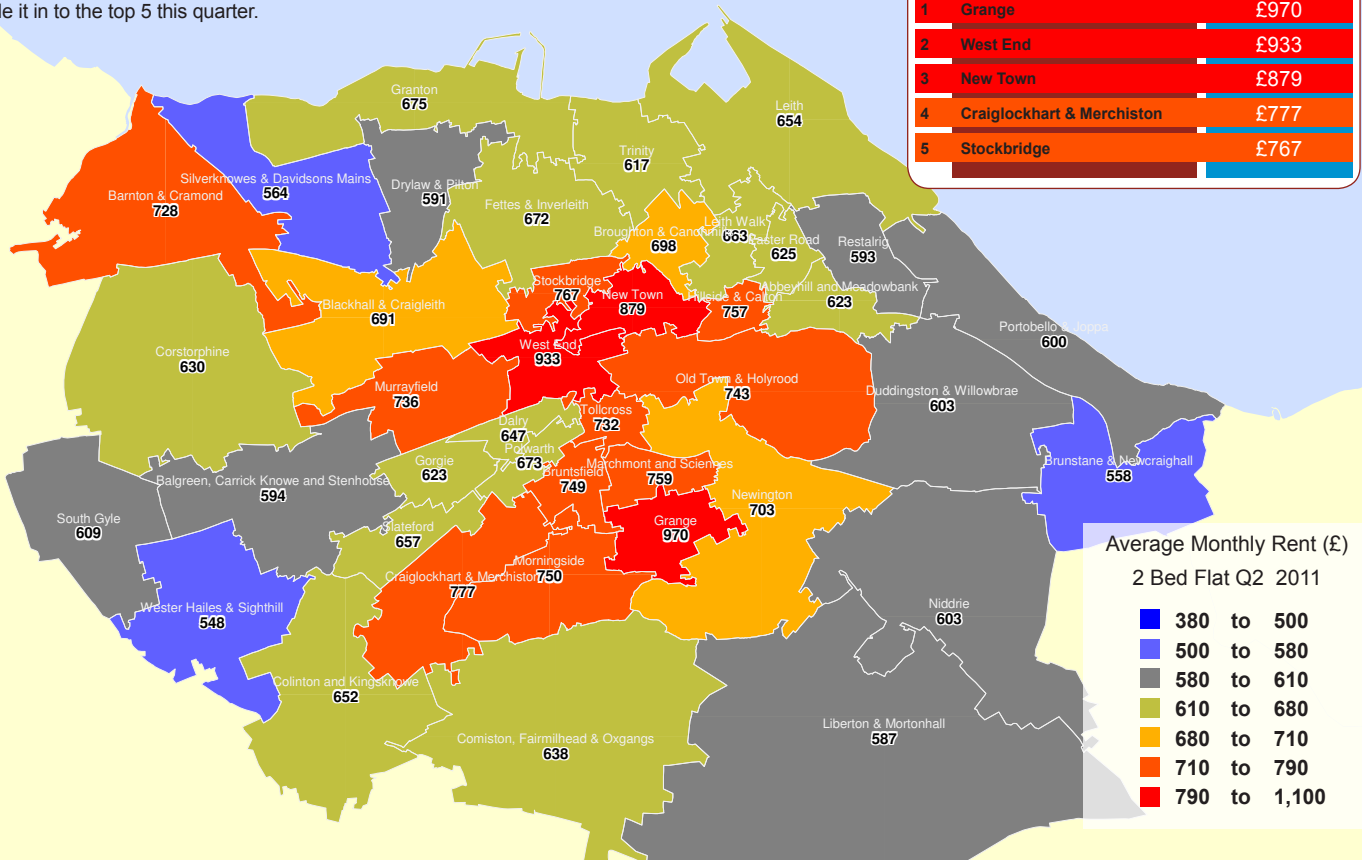 le it in to the top 5 this quarter.
1 Grange £970
2 West End £933
3 New Town £879
4 Craiglockhart & Merchiston £777
5 Stockbridge £767
Granton
675
Leith
654
Trinity
617
Silverknowes & Davidsons Mains
564
Drylaw & Pilton
591
Barnton & Cramond
728
Fettes & Inverleith
672
Broughton &
698
Leith Walk
663
Easter Road
625
Restalrig
593
Stockbridge
767
New Town
879
Hillside & Calton
757
Abbeyhill and Meadowbank
623
Blackhall & Craigleith
691
Portobello & Joppa
600
Corstorphine
630
West End
933
Murrayfield
736
Old Town & Holyrood
743
Duddingston & Willowbrae
603
Tollcross
732
Dalry
647
Polwarth
673
Gorgie
623
Bruntsfield
749
Marchmont and Sciennes
759
Brunstane & Newcraighall
558
Balgreen, Carrick Knowe and Stenhouse
594
Newington
703
South Gyle
609
Grange
970
Slateford
657
Morningside
750
Craiglockhart & Merchiston
777
Wester Hailes & Sighthill
548
Niddrie
603
Colinton and Kingsknowe
652
Liberton & Mortonhall
587
Comiston, Fairmilhead & Oxgangs
638
Average Monthly Rent (£)
2 Bed Flat Q2 2011
380 to 500
500 to 580
580 to 610
610 to 680
680 to 710
710 to 790
790 to 1,100